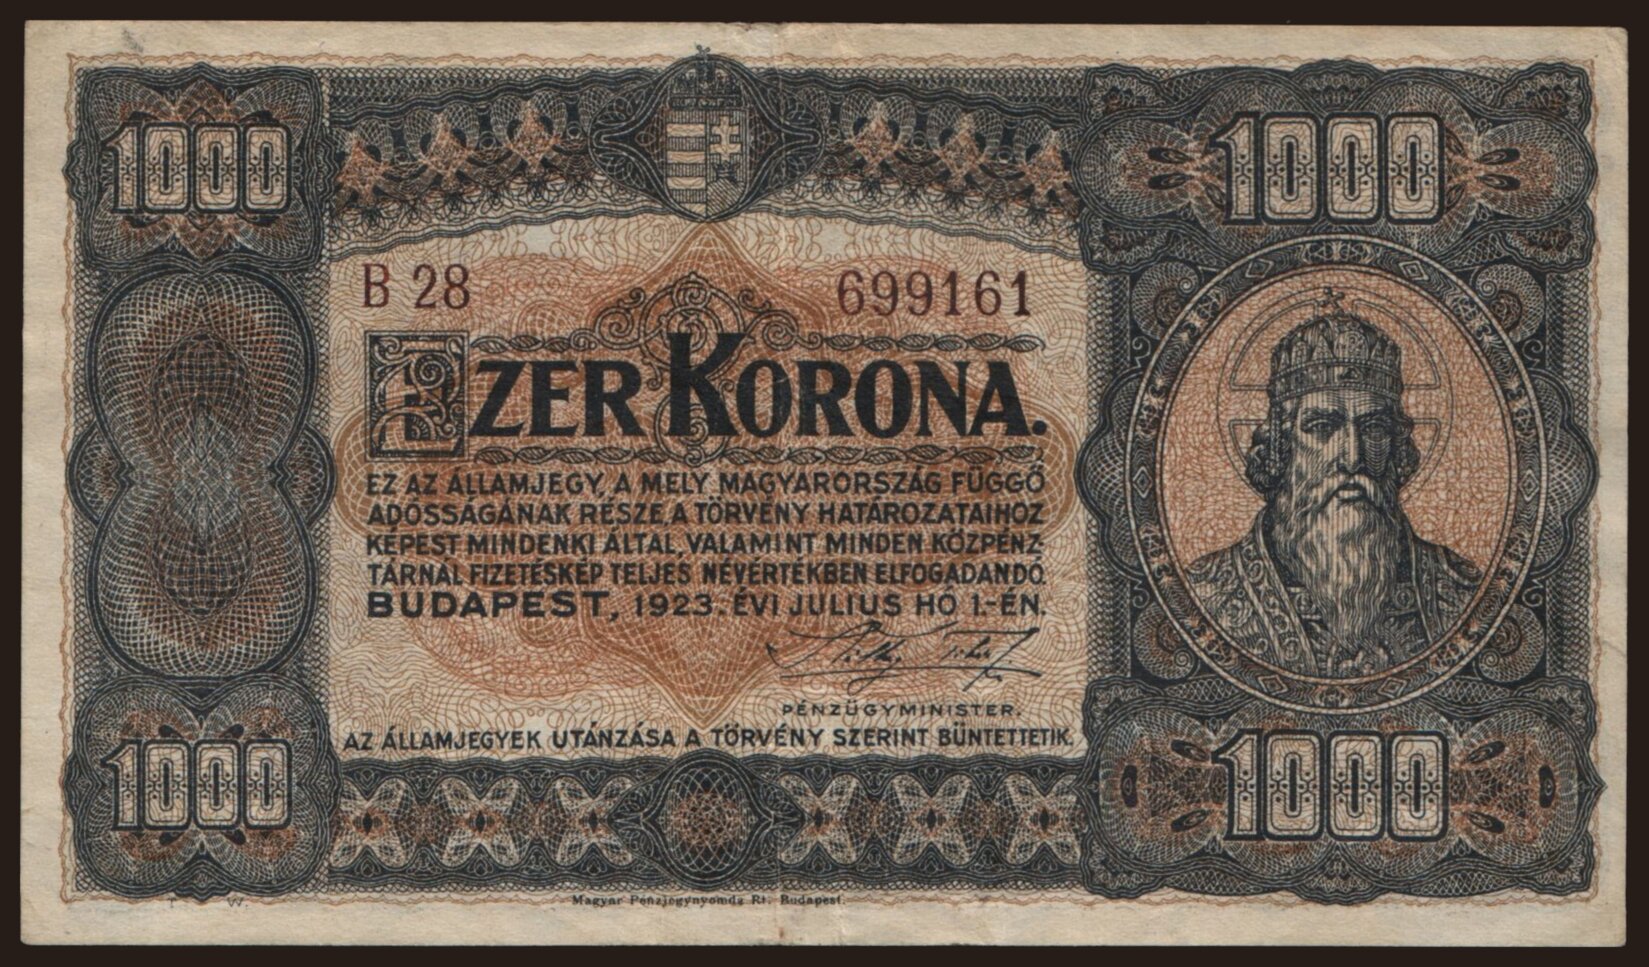 1000
1000
B 28
699161
EZER KORONA.
EZ AZ ÁLLAMJEGY, A MELY MAGYARORSZÁG FÜGGŐ
ADÓSSÁGÁNAK RÉSZE, A TÖRVÉNY HATÁROZATAIHOZ
KÉPEST MINDENKI ÁLTAL, VALAMINT MINDEN KÖZPÉNZ-
TÁRNÁL FIZETÉSKÉP TELJES NÉVÉRTÉKBEN ELFOGADANDÓ.
BUDAPEST, 1923. ÉVI JULIUS HÓ 1.-ÉN.
PÉNZÜGYMINISTER.
AZ ÁLLAMJEGYEK UTÁNZÁSA A TÖRVÉNY SZERINT BÜNTETTETIK.
1000
1000
T W.
Magyar Pénzjegynyomda Rt. Budapest.